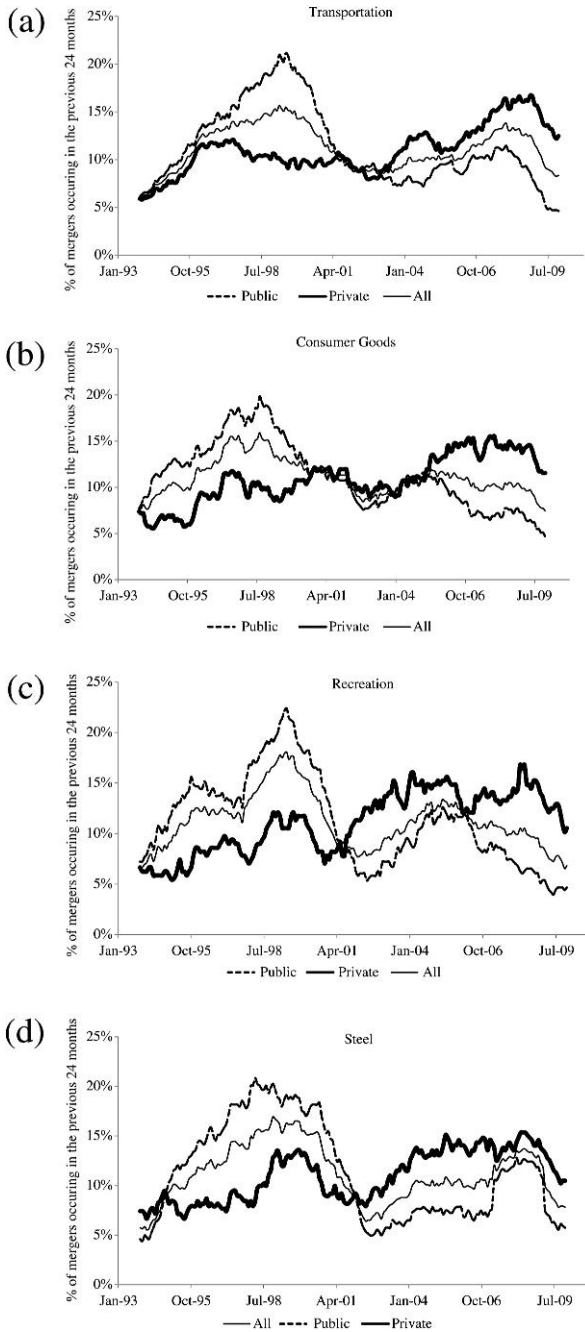 (a)
Transportation
% of mergers occuring in the previous 24 months
25%
20%
15%
10%
5%
0%
Jan-93 Oct-95 Jul-98 Apr-01 Jan-04 Oct-06 Jul-09
Public Private All
(b)
Consumer Goods
% of mergers occuring in the previous 24 months
25%
20%
15%
10%
5%
0%
Jan-93 Oct-95 Jul-98 Apr-01 Jan-04 Oct-06 Jul-09
Public Private All
(c)
Recreation
% of mergers occuring in the previous 24 months
25%
20%
15%
10%
5%
0%
Jan-93 Oct-95 Jul-98 Apr-01 Jan-04 Oct-06 Jul-09
Public Private All
(d)
Steel
% of mergers occuring in the previous 24 months
25%
20%
15%
10%
5%
0%
Jan-93 Oct-95 Jul-98 Apr-01 Jan-04 Oct-06 Jul-09
All Public Private